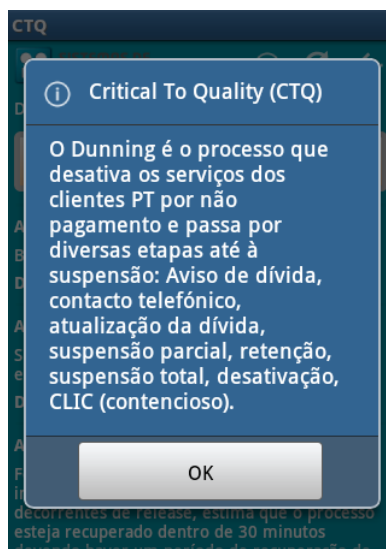 CTQ
Critical To Quality (CTQ)
O Dunning é o processo que
desativa os serviços dos
clientes PT por não
pagamento e passa por
diversas etapas até à
suspensão: Aviso de dívida,
contacto telefónico,
atualização da dívida,
suspensão parcial, retenção,
suspensão total, desativação,
CLIC (contencioso).
OK
decorrentes de release, estima que o processo
esteja recuperado dentro de 30 minutos